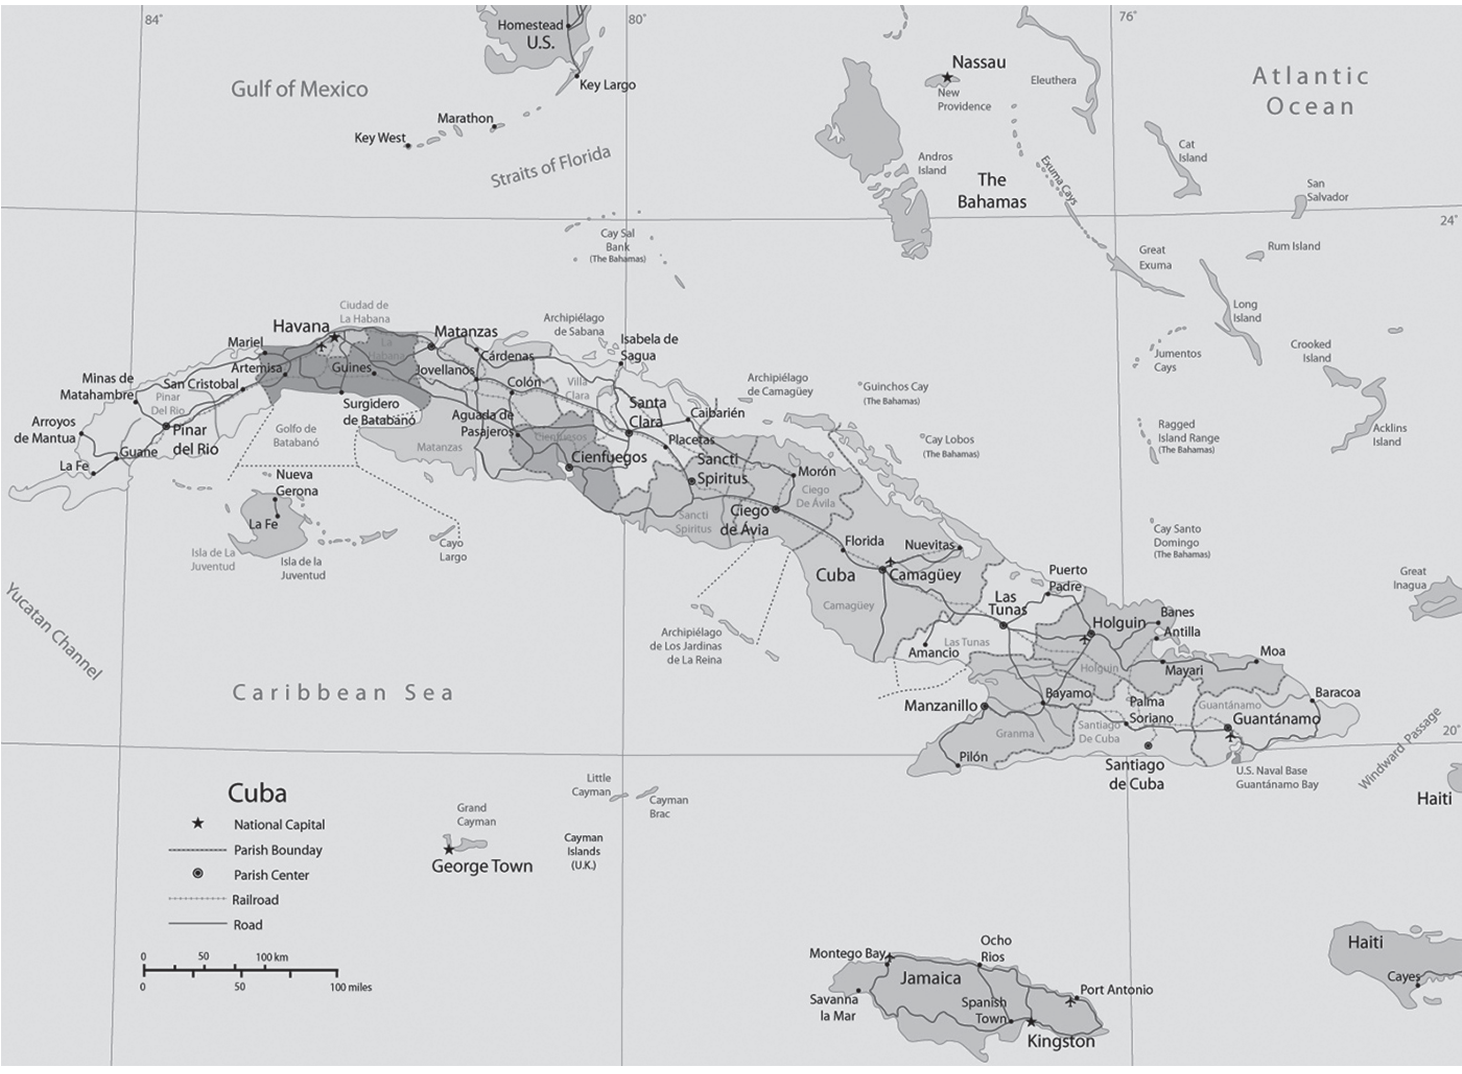 84°
80°
76°
Homestead
U.S.
Key Largo
Gulf of Mexico
Marathon
Key West
Straits of Florida
Nassau
New
Providence
Eleuthera
Atlantic
Ocean
Andros
Island
The
Bahamas
Exuma Cays
Cat
Island
San
Salvador
24°
Cay Sal
Bank
(The Bahamas)
Great
Exuma
Rum Island
Long
Island
Crooked
Island
Jumentos
Cays
Acklins
Island
Ragged
Island Range
(The Bahamas)
Guinchos Cay
(The Bahamas)
Cay Lobos
(The Bahamas)
Cay Santo
Domingo
(The Bahamas)
Great
Inagua
Ciudad de
La Habana
Havana
La
Habana
Mariel
Artemisa
Guines
Matanzas
Archipiélago
de Sabana
Isabela de
Sagua
Cárdenas
Jovellanos
Colón
Villa
Clara
Archipiélago
de Camagüey
Minas de
Matahambre
San Cristobal
Pinar
Del Rio
Surgidero
de Batabanó
Aguada de
Pasajeros
Santa
Clara
Caibarién
Arroyos
de Mantua
Pinar
del Rio
Golfo de
Batabanó
Matanzas
Cienfuegos
Placetas
Guane
La Fe
Cienfuegos
Sancti
Spiritus
Morón
Nueva
Gerona
La Fe
Sancti
Spiritus
Ciego
de Ávia
Ciego
De Ávila
Isla de La
Juventud
Isla de la
Juventud
Cayo
Largo
Florida
Nuevitas
Cuba
Camagüey
Camagüey
Puerto
Padre
Las
Tunas
Banes
Holguin
Antilla
Archipiélago
de Los Jardinas
de La Reina
Amancio
Las Tunas
Holguin
Mayari
Moa
Yucatan Channel
Caribbean Sea
Manzanillo
Bayamo
Palma
Soriano
Guantánamo
Guantánamo
Baracoa
Granma
Santiago
De Cuba
Pilón
Santiago
de Cuba
U.S. Naval Base
Guantánamo Bay
Windward Passage
20°
Haiti
Cuba
National Capital
Parish Bounday
Parish Center
Railroad
Road
0 50 100 km
0 50 100 miles
Little
Cayman
Cayman
Brac
Grand
Cayman
George Town
Cayman
Islands
(U.K.)
Montego Bay
Ocho
Rios
Jamaica
Savanna
la Mar
Spanish
Town
Port Antonio
Kingston
Haiti
Cayes